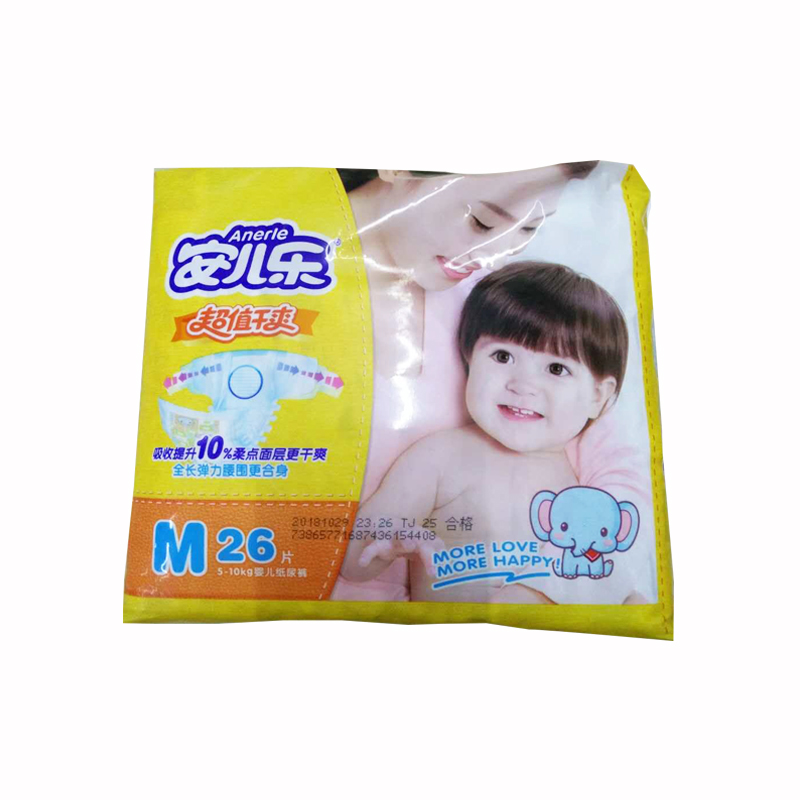 Anerle
安儿乐
®
超值干爽
吸收提升10%柔点面层更干爽
全长弹力腰围更合身
M 26片
5-10kg婴儿纸尿裤
20181029 23:26 TJ 25 合格
73865771687436154408
MORE LOVE
MORE HAPPY!